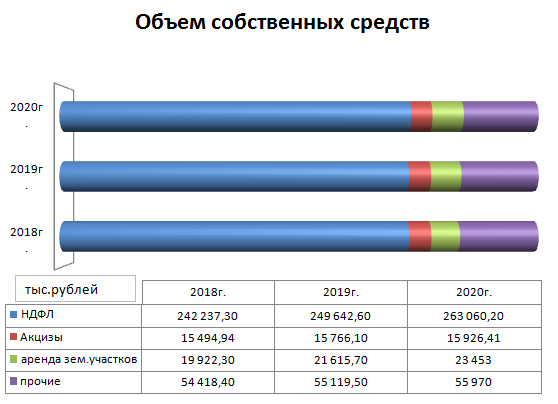 Объем собственных средств
2020г
.
2019г
.
2018г
.
тыс.рублей 2018г. 2019г. 2020г.
НДФЛ 242 237,30 249 642,60 263 060,20
Акцизы 15 494,94 15 766,10 15 926,41
аренда зем.участков 19 922,30 21 615,70 23 453
прочие 54 418,40 55 119,50 55 970